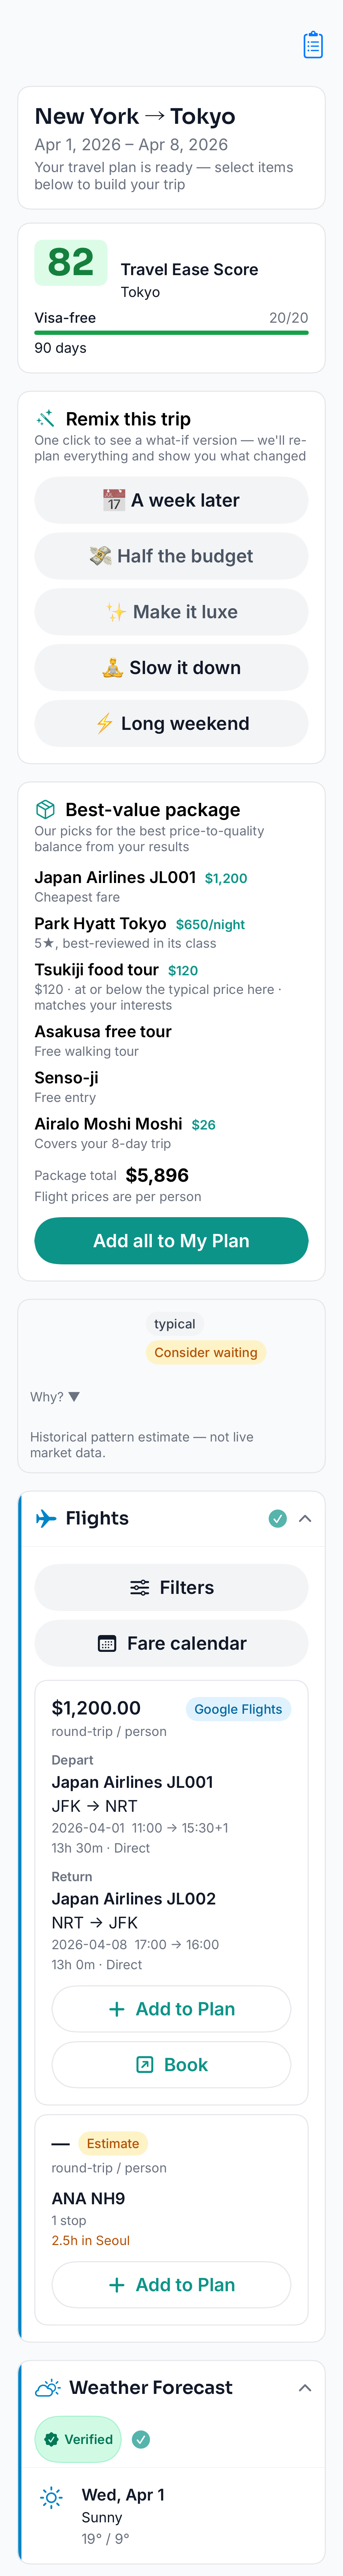 New York → Tokyo
Apr 1, 2026 – Apr 8, 2026
Your travel plan is ready — select items
below to build your trip
82
Travel Ease Score
Tokyo
Visa-free 20/20
90 days
Remix this trip
One click to see a what-if version — we'll re-
plan everything and show you what changed
📅 A week later
💸 Half the budget
✨ Make it luxe
🧘 Slow it down
⚡ Long weekend
Best-value package
Our picks for the best price-to-quality
balance from your results
Japan Airlines JL001 $1,200
Cheapest fare
Park Hyatt Tokyo $650/night
5★, best-reviewed in its class
Tsukiji food tour $120
$120 · at or below the typical price here ·
matches your interests
Asakusa free tour
Free walking tour
Senso-ji
Free entry
Airalo Moshi Moshi $26
Covers your 8-day trip
Package total $5,896
Flight prices are per person
Add all to My Plan
typical
Consider waiting
Why? ▼
Historical pattern estimate — not live
market data.
Flights
Filters
Fare calendar
$1,200.00 Google Flights
round-trip / person
Depart
Japan Airlines JL001
JFK → NRT
2026-04-01 11:00 → 15:30+1
13h 30m · Direct
Return
Japan Airlines JL002
NRT → JFK
2026-04-08 17:00 → 16:00
13h 0m · Direct
+ Add to Plan
Book
— Estimate
round-trip / person
ANA NH9
1 stop
2.5h in Seoul
+ Add to Plan
Weather Forecast
Verified
Wed, Apr 1
Sunny
19° / 9°